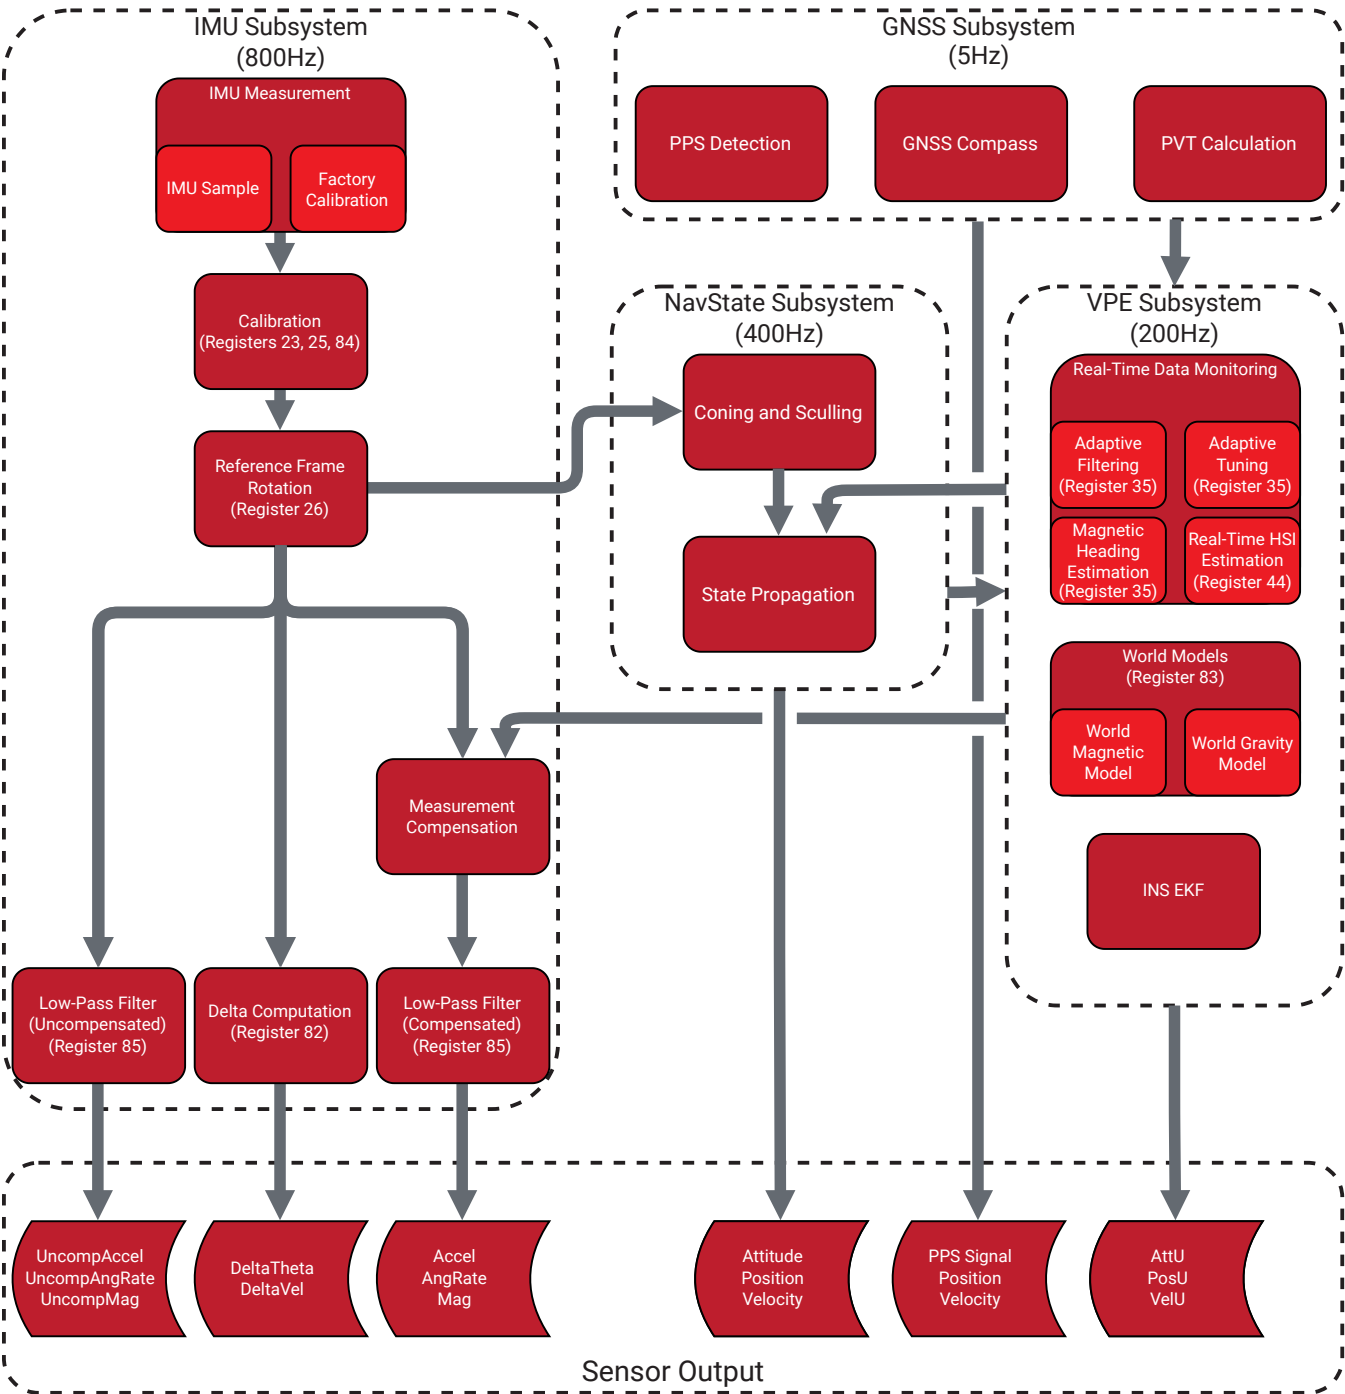 IMU Subsystem
(800Hz)
IMU Measurement
IMU Sample
Factory
Calibration
Calibration
(Registers 23, 25, 84)
Reference Frame
Rotation
(Register 26)
Measurement
Compensation
Low-Pass Filter
(Uncompensated)
(Register 85)
Delta Computation
(Register 82)
Low-Pass Filter
(Compensated)
(Register 85)
GNSS Subsystem
(5Hz)
PPS Detection
GNSS Compass
PVT Calculation
NavState Subsystem
(400Hz)
Coning and Sculling
State Propagation
VPE Subsystem
(200Hz)
Real-Time Data Monitoring
Adaptive
Filtering
(Register 35)
Adaptive
Tuning
(Register 35)
Magnetic
Heading
Estimation
(Register 35)
Real-Time HSI
Estimation
(Register 44)
World Models
(Register 83)
World
Magnetic
Model
World Gravity
Model
INS EKF
UncompAccel
UncompAngRate
UncompMag
DeltaTheta
DeltaVel
Accel
AngRate
Mag
Attitude
Position
Velocity
PPS Signal
Position
Velocity
AttU
PosU
VelU
Sensor Output